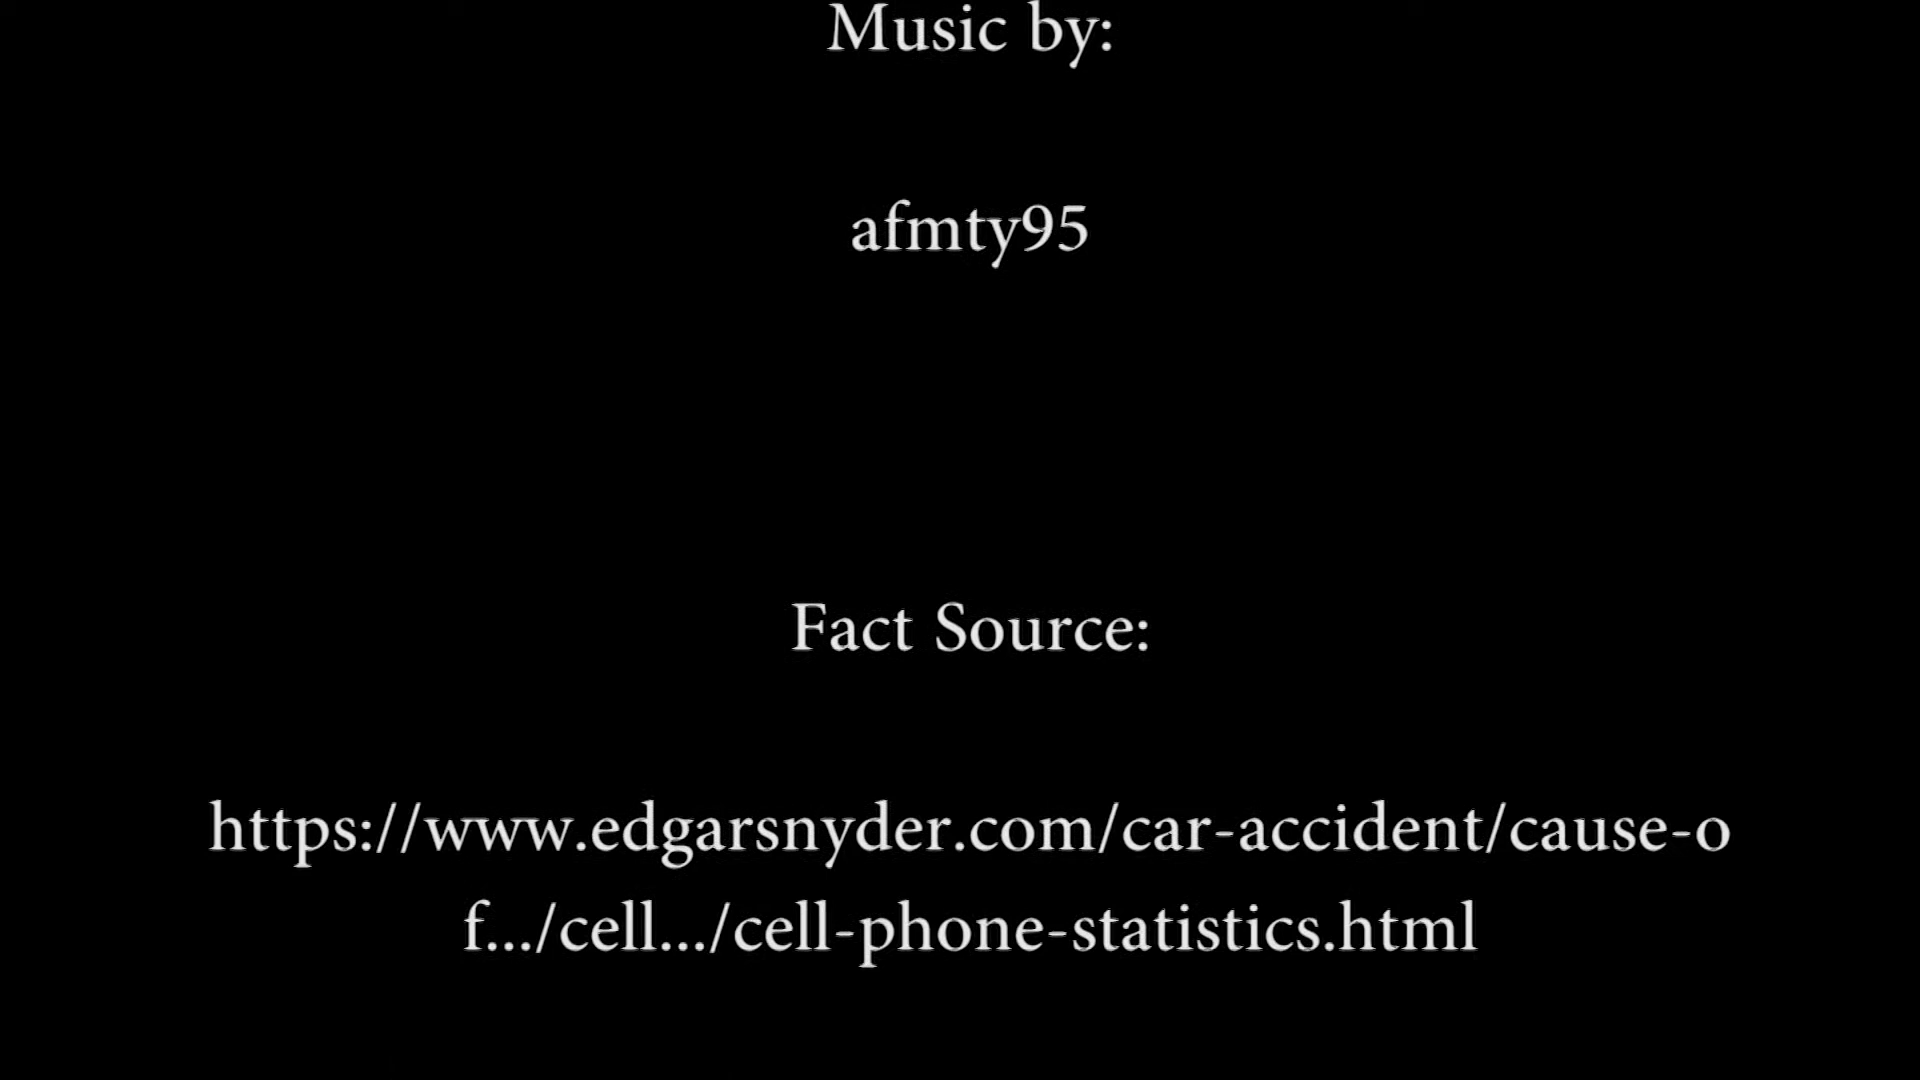 Music by:
afmty95
Fact Source:
https://www.edgarsnyder.com/car-accident/cause-o
f.../cell.../cell-phone-statistics.html